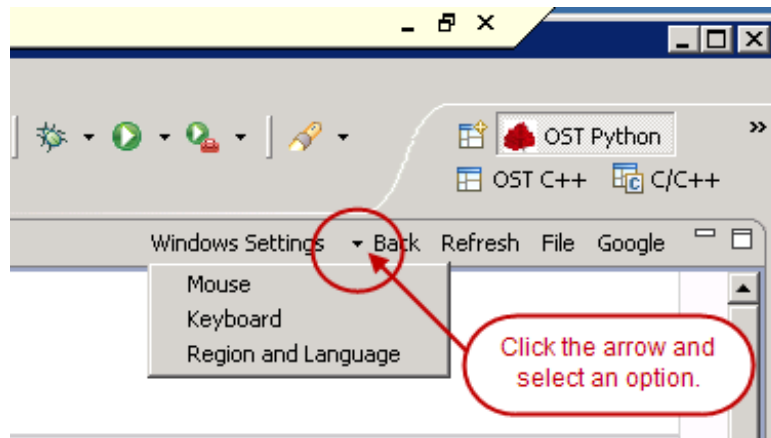 OST Python
OST C++ C/C++
Windows Settings Back Refresh File Google
Mouse
Keyboard
Region and Language
Click the arrow and
select an option.